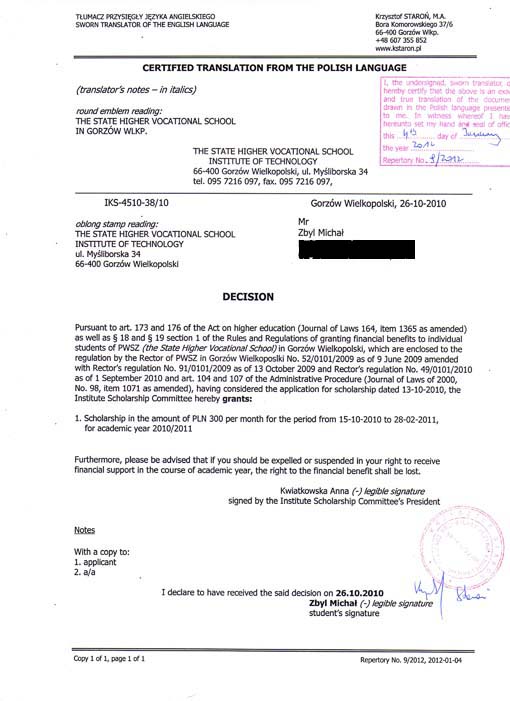 TŁUMACZ PRZYSIĘGŁY JĘZYKA ANGIELSKIEGO
SWORN TRANSLATOR OF THE ENGLISH LANGUAGE
Krzysztof STAROŃ, M.A.
Bora Komorowskiego 37/6
66-400 Gorzów Wlkp.
+48 607 355 852
www.kstaron.pl
CERTIFIED TRANSLATION FROM THE POLISH LANGUAGE
I, the undersigned, sworn translator, o
hereby certify that the above is an exa
and true translation of the docume
drawn in the Polish language presente
to me. In witness whereof I hav
hereunto set my hand and seal of offic
this 4th day of January
the year 2012
Repertory No. 9/2012
(translator's notes – in italics)
round emblem reading:
THE STATE HIGHER VOCATIONAL SCHOOL
IN GORZÓW WLKP.
THE STATE HIGHER VOCATIONAL SCHOOL
INSTITUTE OF TECHNOLOGY
66-400 Gorzów Wielkopolski, ul. Myśliborska 34
tel. 095 7216 097, fax. 095 7216 097,
IKS-4510-38/10
Gorzów Wielkopolski, 26-10-2010
oblong stamp reading:
THE STATE HIGHER VOCATIONAL SCHOOL
INSTITUTE OF TECHNOLOGY
ul. Myśliborska 34
66-400 Gorzów Wielkopolski
Mr
Zbyl Michał
DECISION
Pursuant to art. 173 and 176 of the Act on higher education (Journal of Laws 164, item 1365 as amended)
as well as § 18 and § 19 section 1 of the Rules and Regulations of granting financial benefits to individual
students of PWSZ (the State Higher Vocational School) in Gorzów Wielkopolski, which are enclosed to the
regulation by the Rector of PWSZ in Gorzów Wielkoposlki No. 52/0101/2009 as of 9 June 2009 amended
with Rector's regulation No. 91/0101/2009 as of 13 October 2009 and Rector's regulation No. 49/0101/2010
as of 1 September 2010 and art. 104 and 107 of the Administrative Procedure (Journal of Laws of 2000,
No. 98, item 1071 as amended), having considered the application for scholarship dated 13-10-2010, the
Institute Scholarship Committee hereby grants:
1. Scholarship in the amount of PLN 300 per month for the period from 15-10-2010 to 28-02-2011,
for academic year 2010/2011
Furthermore, please be advised that if you should be expelled or suspended in your right to receive
financial support in the course of academic year, the right to the financial benefit shall be lost.
Kwiatkowska Anna (-) legible signature
signed by the Institute Scholarship Committee's President
Notes
With a copy to:
1. applicant
2. a/a
I declare to have received the said decision on 26.10.2010
Zbyl Michał (-) legible signature
student's signature
Copy 1 of 1, page 1 of 1
Repertory No. 9/2012, 2012-01-04